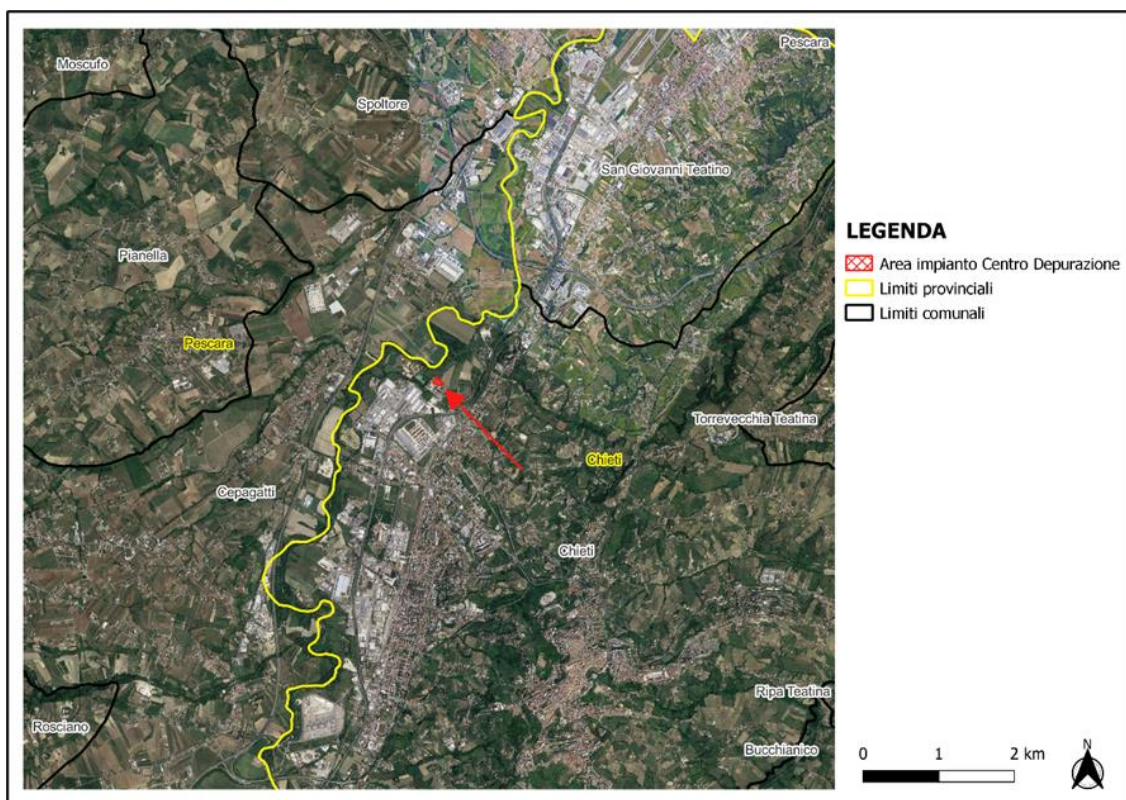 Moscufo
Spoltore
Pescara
San Giovanni Teatino
Pianella
Pescara
Torrevecchia Teatina
Chieti
Cepagatti
Chieti
Rosciano
Ripa Teatina
Bucchianico
LEGENDA
Area impianto Centro Depurazione
Limiti provinciali
Limiti comunali
0 1 2 km
N